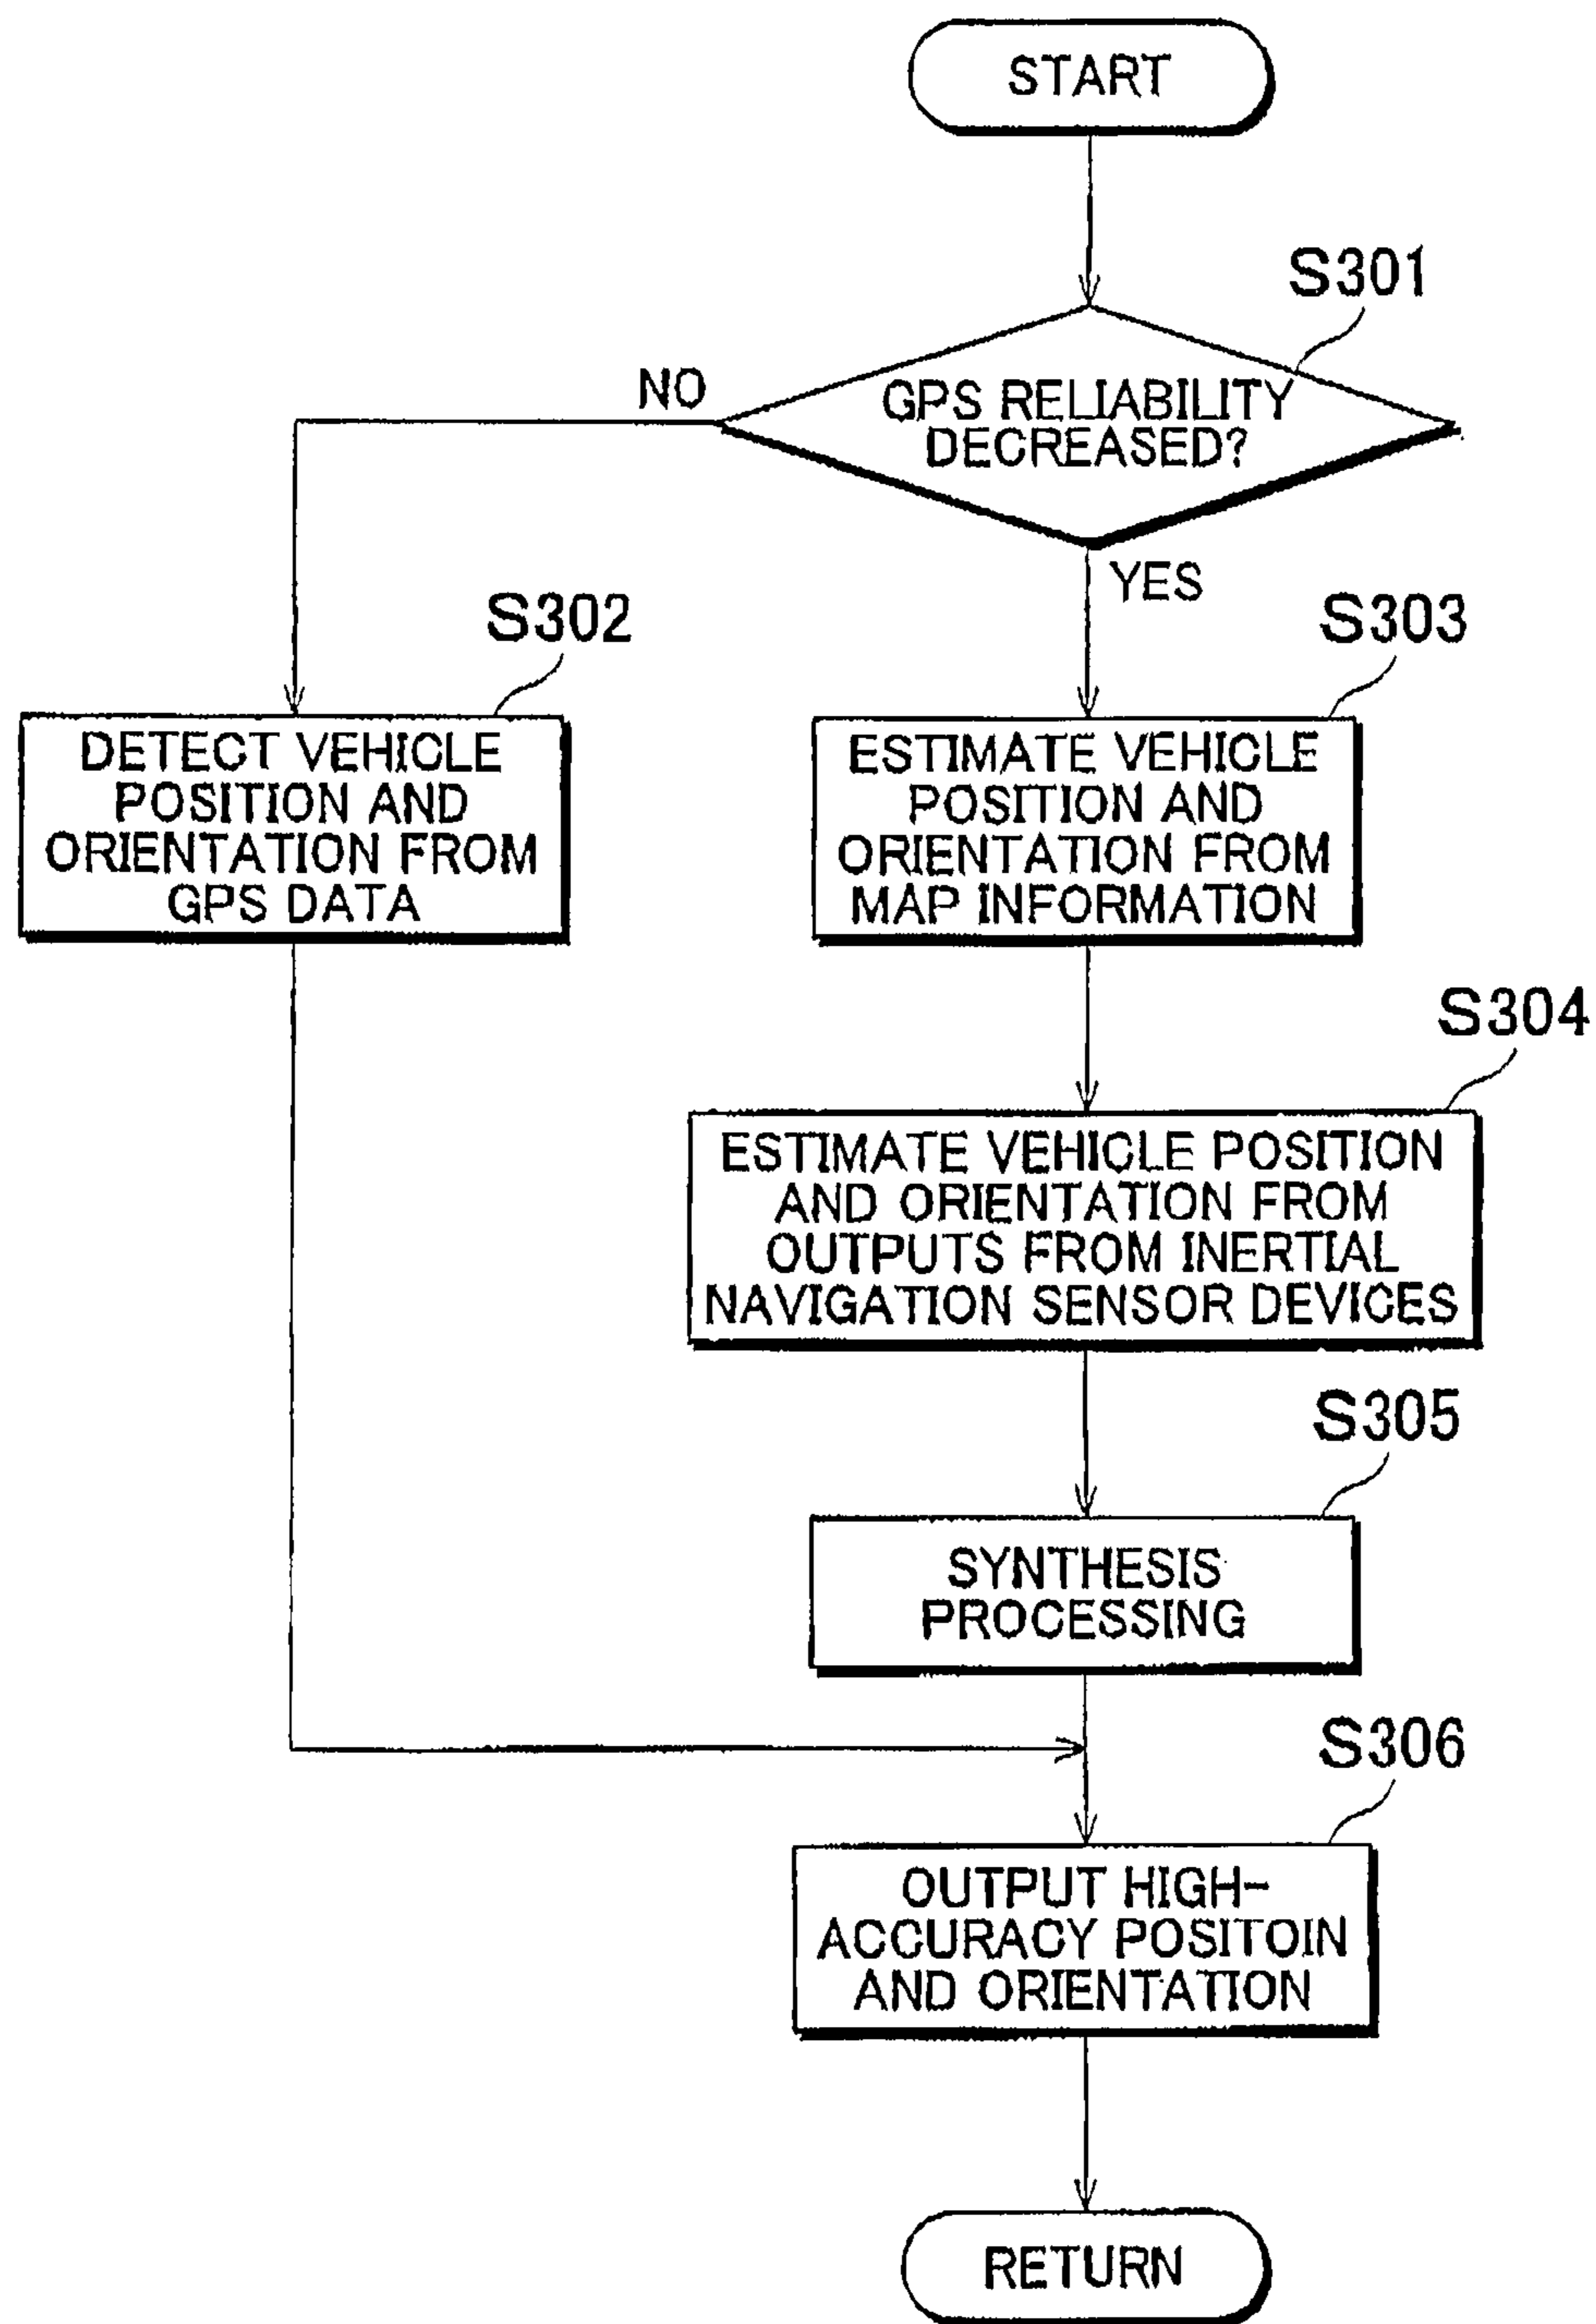 START
S301
GPS RELIABILITY
DECREASED?
NO
YES
S302
DETECT VEHICLE
POSITION AND
ORIENTATION FROM
GPS DATA
S303
ESTIMATE VEHICLE
POSITION AND
ORIENTATION FROM
MAP INFORMATION
S304
ESTIMATE VEHICLE POSITION
AND ORIENTATION FROM
OUTPUTS FROM INERTIAL
NAVIGATION SENSOR DEVICES
S305
SYNTHESIS
PROCESSING
S306
OUTPUT HIGH-
ACCURACY POSITOIN
AND ORIENTATION
RETURN